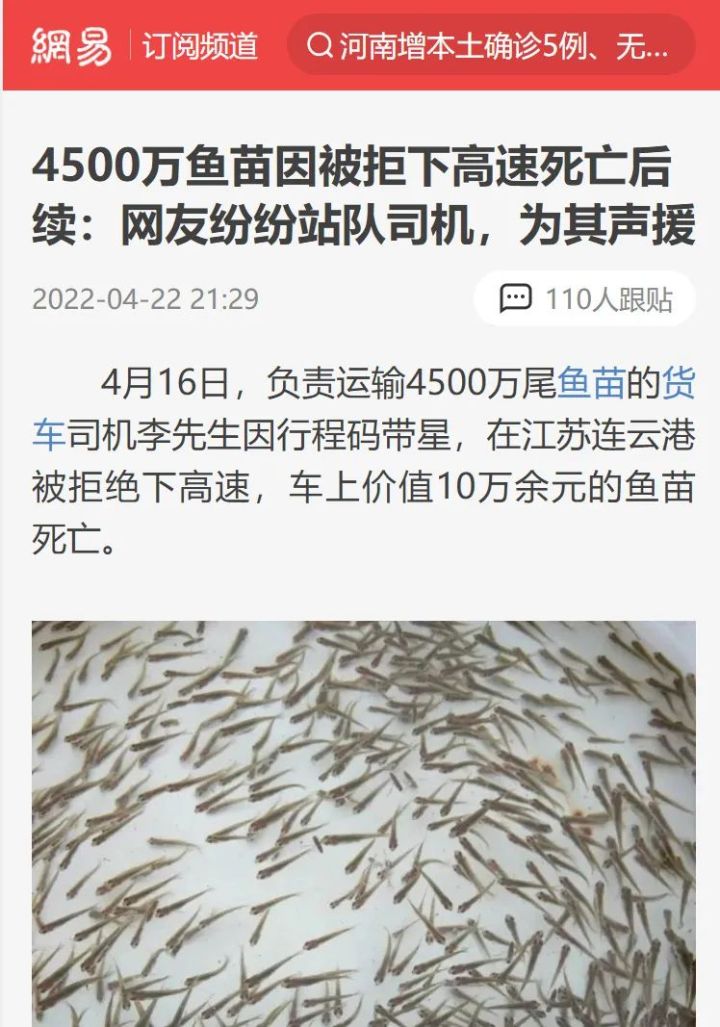 網易 订阅频道 河南增本土确诊5例、无...
4500万鱼苗因被拒下高速死亡后
续：网友纷纷站队司机，为其声援
2022-04-22 21:29 110人跟贴
4月16日，负责运输4500万尾鱼苗的货
车司机李先生因行程码带星，在江苏连云港
被拒绝下高速，车上价值10万余元的鱼苗
死亡。